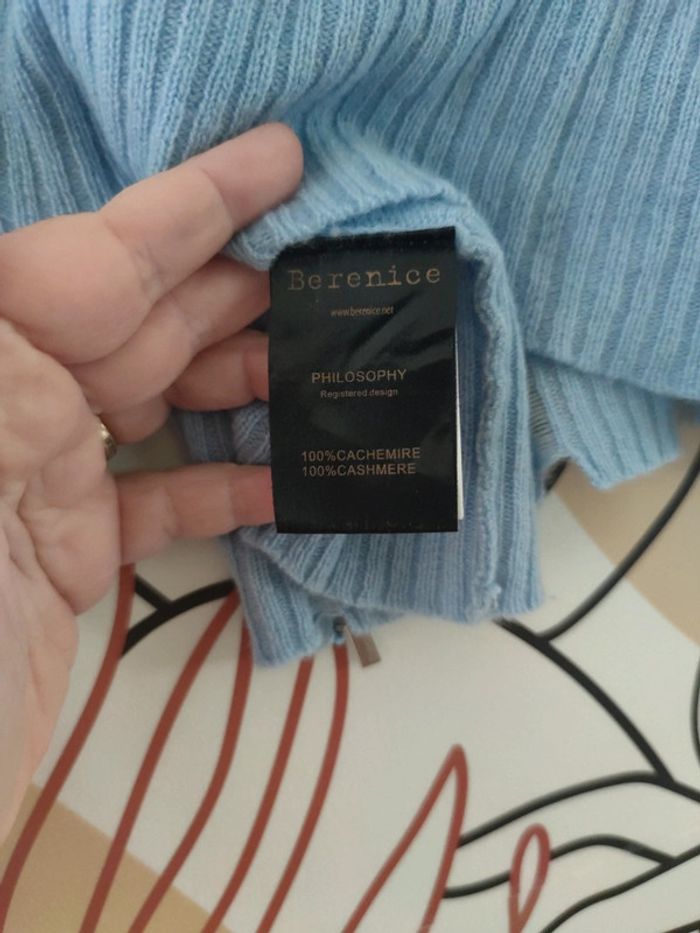 Berenice
www.berenice.net
PHILOSOPHY
Registered design
100%CACHEMIRE
100%CASHMERE